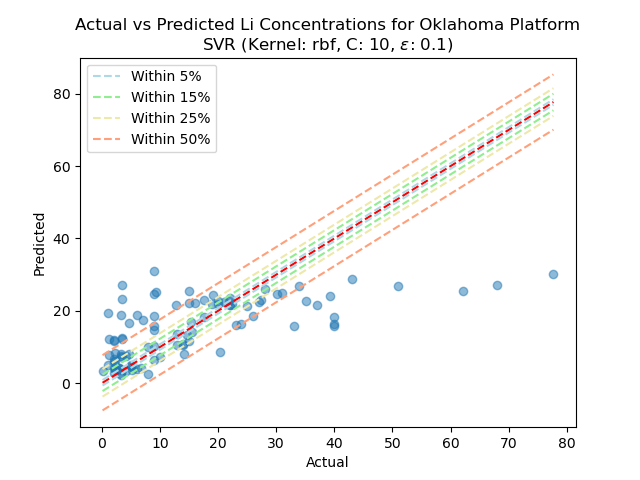 Actual vs Predicted Li Concentrations for Oklahoma Platform
SVR (Kernel: rbf, C: 10, ε: 0.1)
Within 5%
Within 15%
Within 25%
Within 50%
80
60
40
20
0
Predicted
0 10 20 30 40 50 60 70 80
Actual